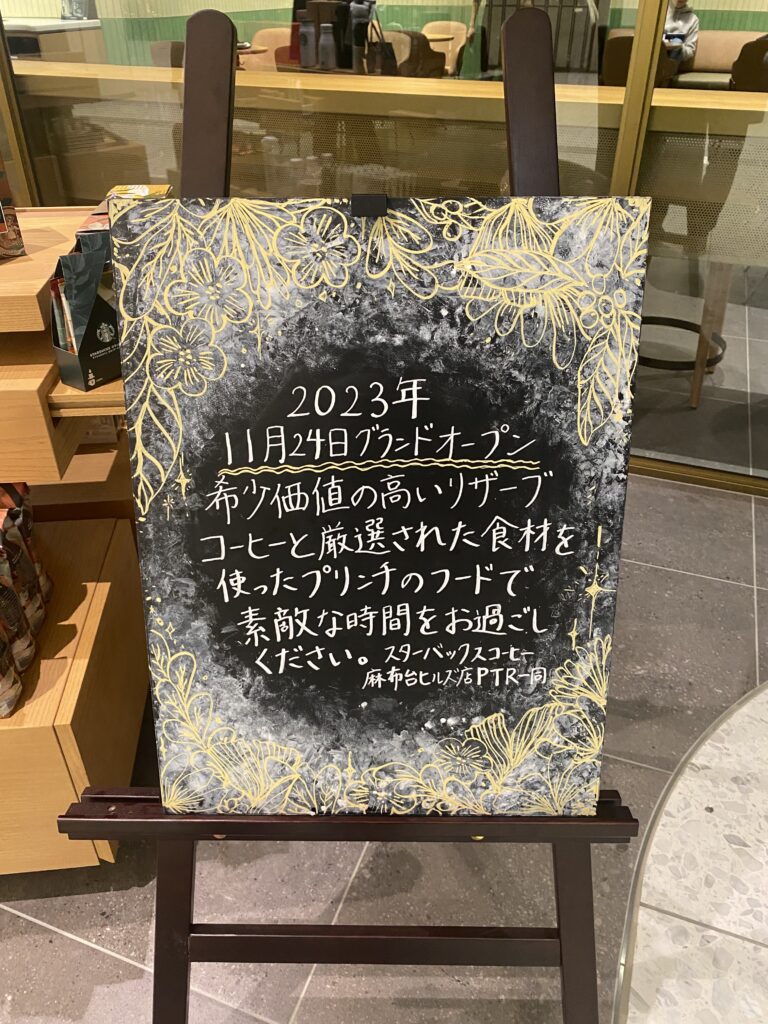 2023年
11月24日グランドオープン
希少価値の高いリザーブ
コーヒーと厳選された食材を
使ったプリンチのフードで
素敵な時間をお過ごし
ください。スターバックスコーヒー
麻布台ヒルズ店PTR一同
STARBUCKS